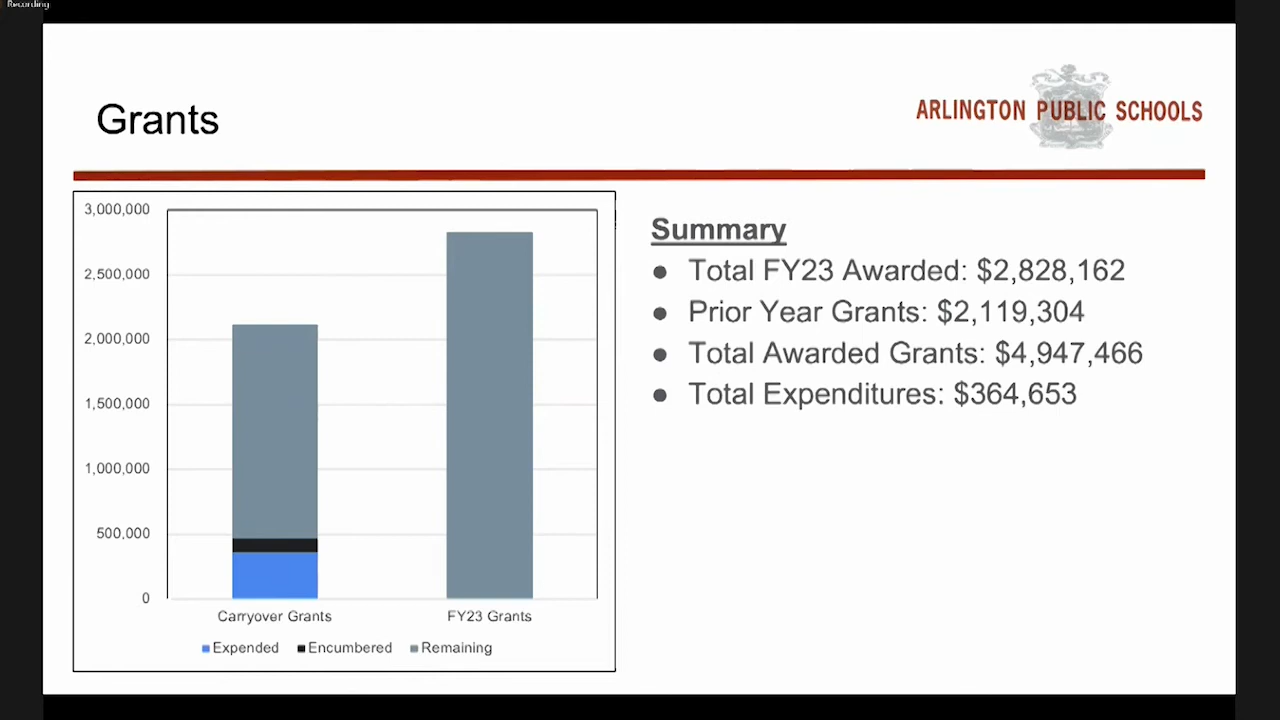 Recording
Grants
ARLINGTON PUBLIC SCHOOLS
3,000,000
2,500,000
2,000,000
1,500,000
1,000,000
500,000
0
Carryover Grants
FY23 Grants
Expended
Encumbered
Remaining
Summary
● Total FY23 Awarded: $2,828,162
● Prior Year Grants: $2,119,304
● Total Awarded Grants: $4,947,466
● Total Expenditures: $364,653